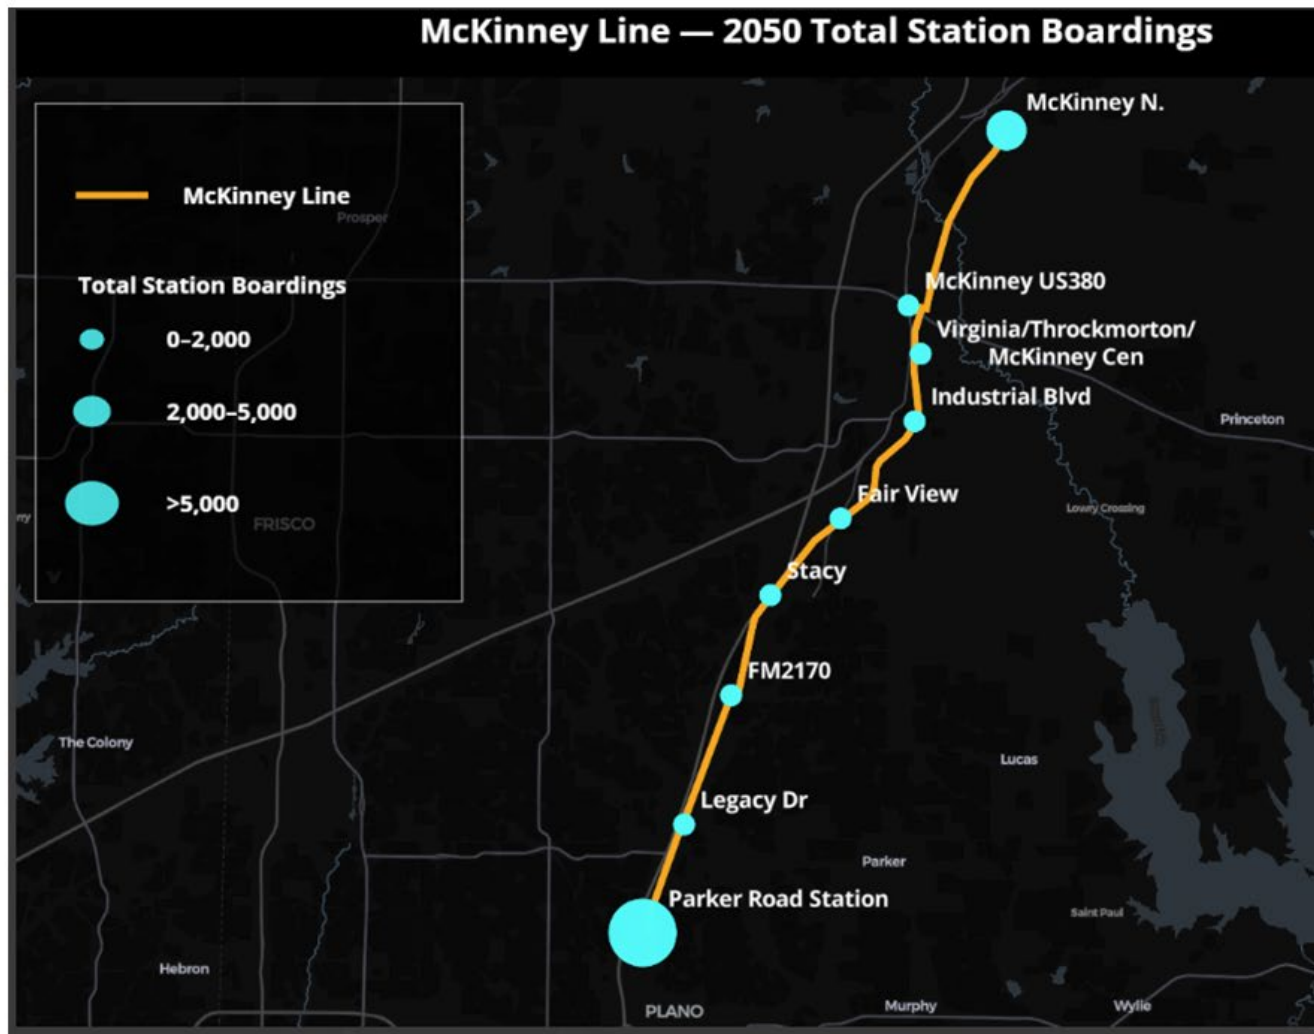 McKinney Line — 2050 Total Station Boardings
McKinney N.
McKinney Line
Prosper
Total Station Boardings
McKinney US380
0–2,000
Virginia/Throckmorton/
McKinney Cen
2,000–5,000
Industrial Blvd
Princeton
Fair View
>5,000
Lowry Crossing
FRISCO
Stacy
FM2170
The Colony
Lucas
Legacy Dr
Parker
Parker Road Station
Saint Paul
Hebron
PLANO
Murphy
Wylie